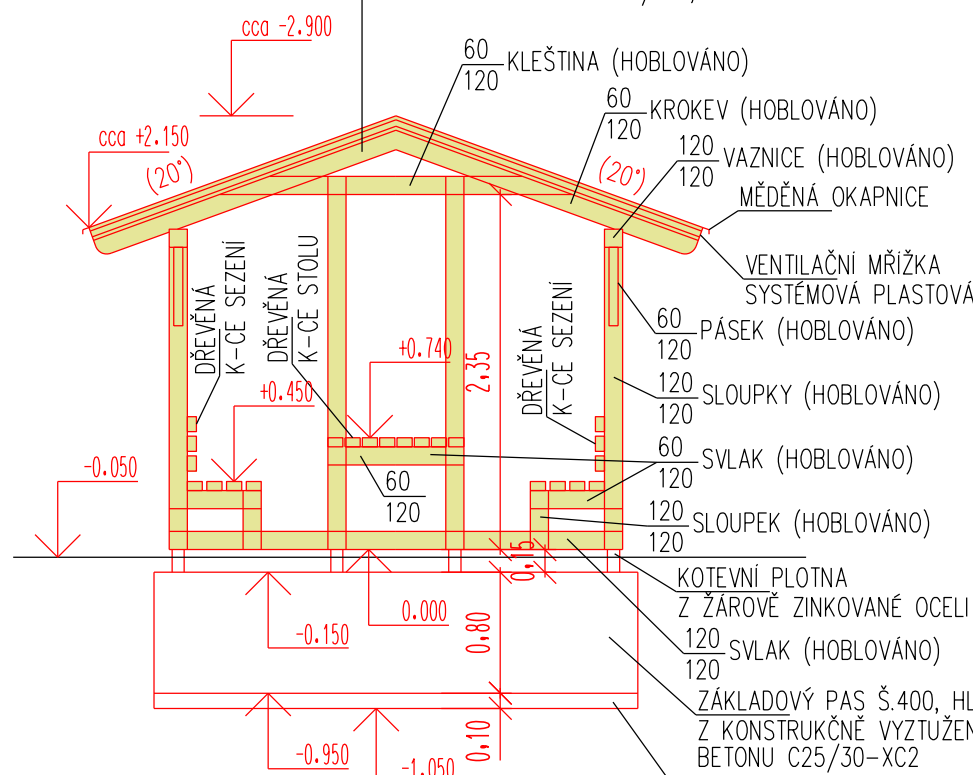 cca -2.900
60
120 KLEŠTINA (HOBLOVÁNO)
60
120 KROKEV (HOBLOVÁNO)
cca +2.150
(20°)
(20°)
120
120 VAZNICE (HOBLOVÁNO)
MĚDĚNÁ OKAPNICE
VENTILAČNÍ MŘÍŽKA
SYSTÉMOVÁ PLASTOVÁ
DŘEVĚNÁ
K-CE SEZENÍ
DŘEVĚNÁ
K-CE STOLU
DŘEVĚNÁ
K-CE SEZENÍ
60
120 PÁSEK (HOBLOVÁNO)
+0.740
2,35
+0.450
120
120 SLOUPKY (HOBLOVÁNO)
-0.050
60
120 SVLAK (HOBLOVÁNO)
60
120
120
120 SLOUPEK (HOBLOVÁNO)
0,15
KOTEVNÍ PLOTNA
Z ŽÁROVĚ ZINKOVANÉ OCELI
0.000
-0.150
0,80
120
120 SVLAK (HOBLOVÁNO)
ZÁKLADOVÝ PAS Š.400, HL
Z KONSTRUKČNĚ VYZTUŽEN
BETONU C25/30-XC2
0,10
-0.950
-1.050